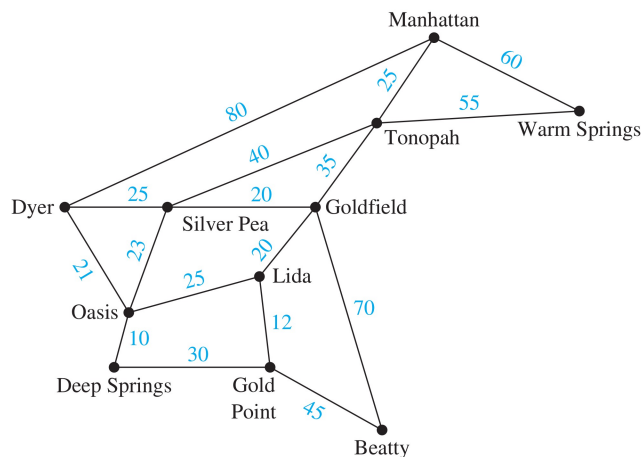 Manhattan
60
25
80
55
Warm Springs
Tonopah
40
35
Dyer
25
20
Goldfield
Silver Pea
23
20
21
25
Lida
Oasis
70
12
10
30
Deep Springs
Gold
Point
45
Beatty